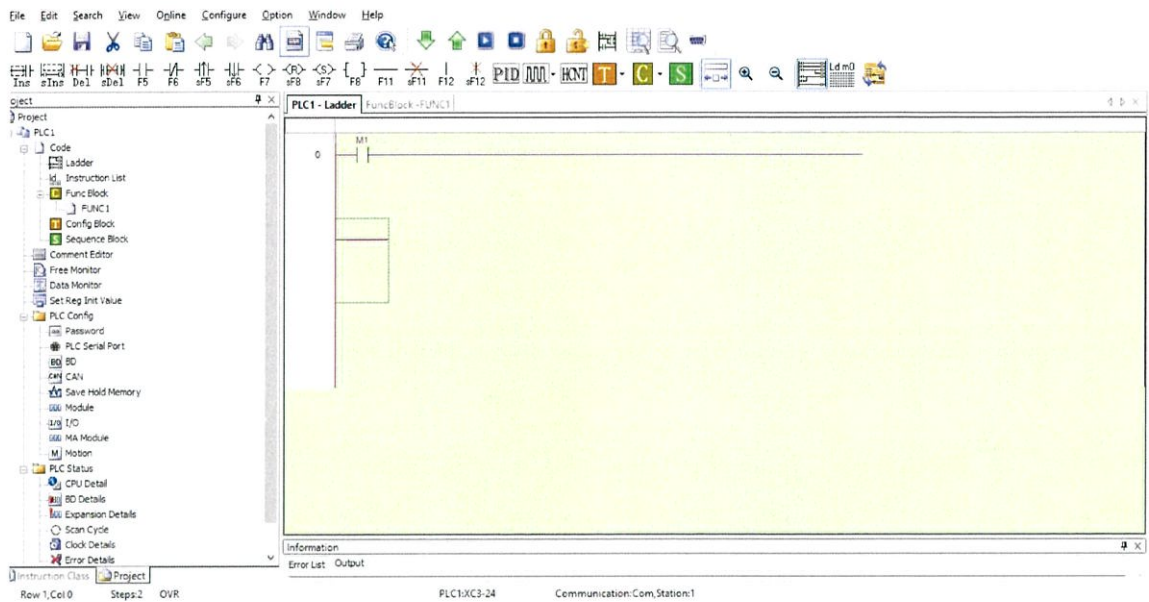 File Edit Search View Online Configure Option Window Help
Ins sIns Del sDel F5 F6 sF5 sF6 F7 sF8 sF7 F8 F11 sF11 F12 sF12 PID HCNT T C S Ld m0
oject
PLC1 - Ladder FuncBlock-FUNC1
Project
PLC1
Code
Ladder
Instruction List
Func Block
FUNC1
Config Block
Sequence Block
Comment Editor
Free Monitor
Data Monitor
Set Reg Init Value
PLC Config
Password
PLC Serial Port
BD BD
CAN CAN
Save Hold Memory
Module
I/O I/O
MA Module
M Motion
PLC Status
CPU Detail
BD Details
Expansion Details
Scan Cycle
Clock Details
Error Details
Instruction Class Project
M1
0
Information
Error List Output
Row 1,Col 0 Steps:2 OVR PLC1:XC3-24 Communication:Com,Station:1